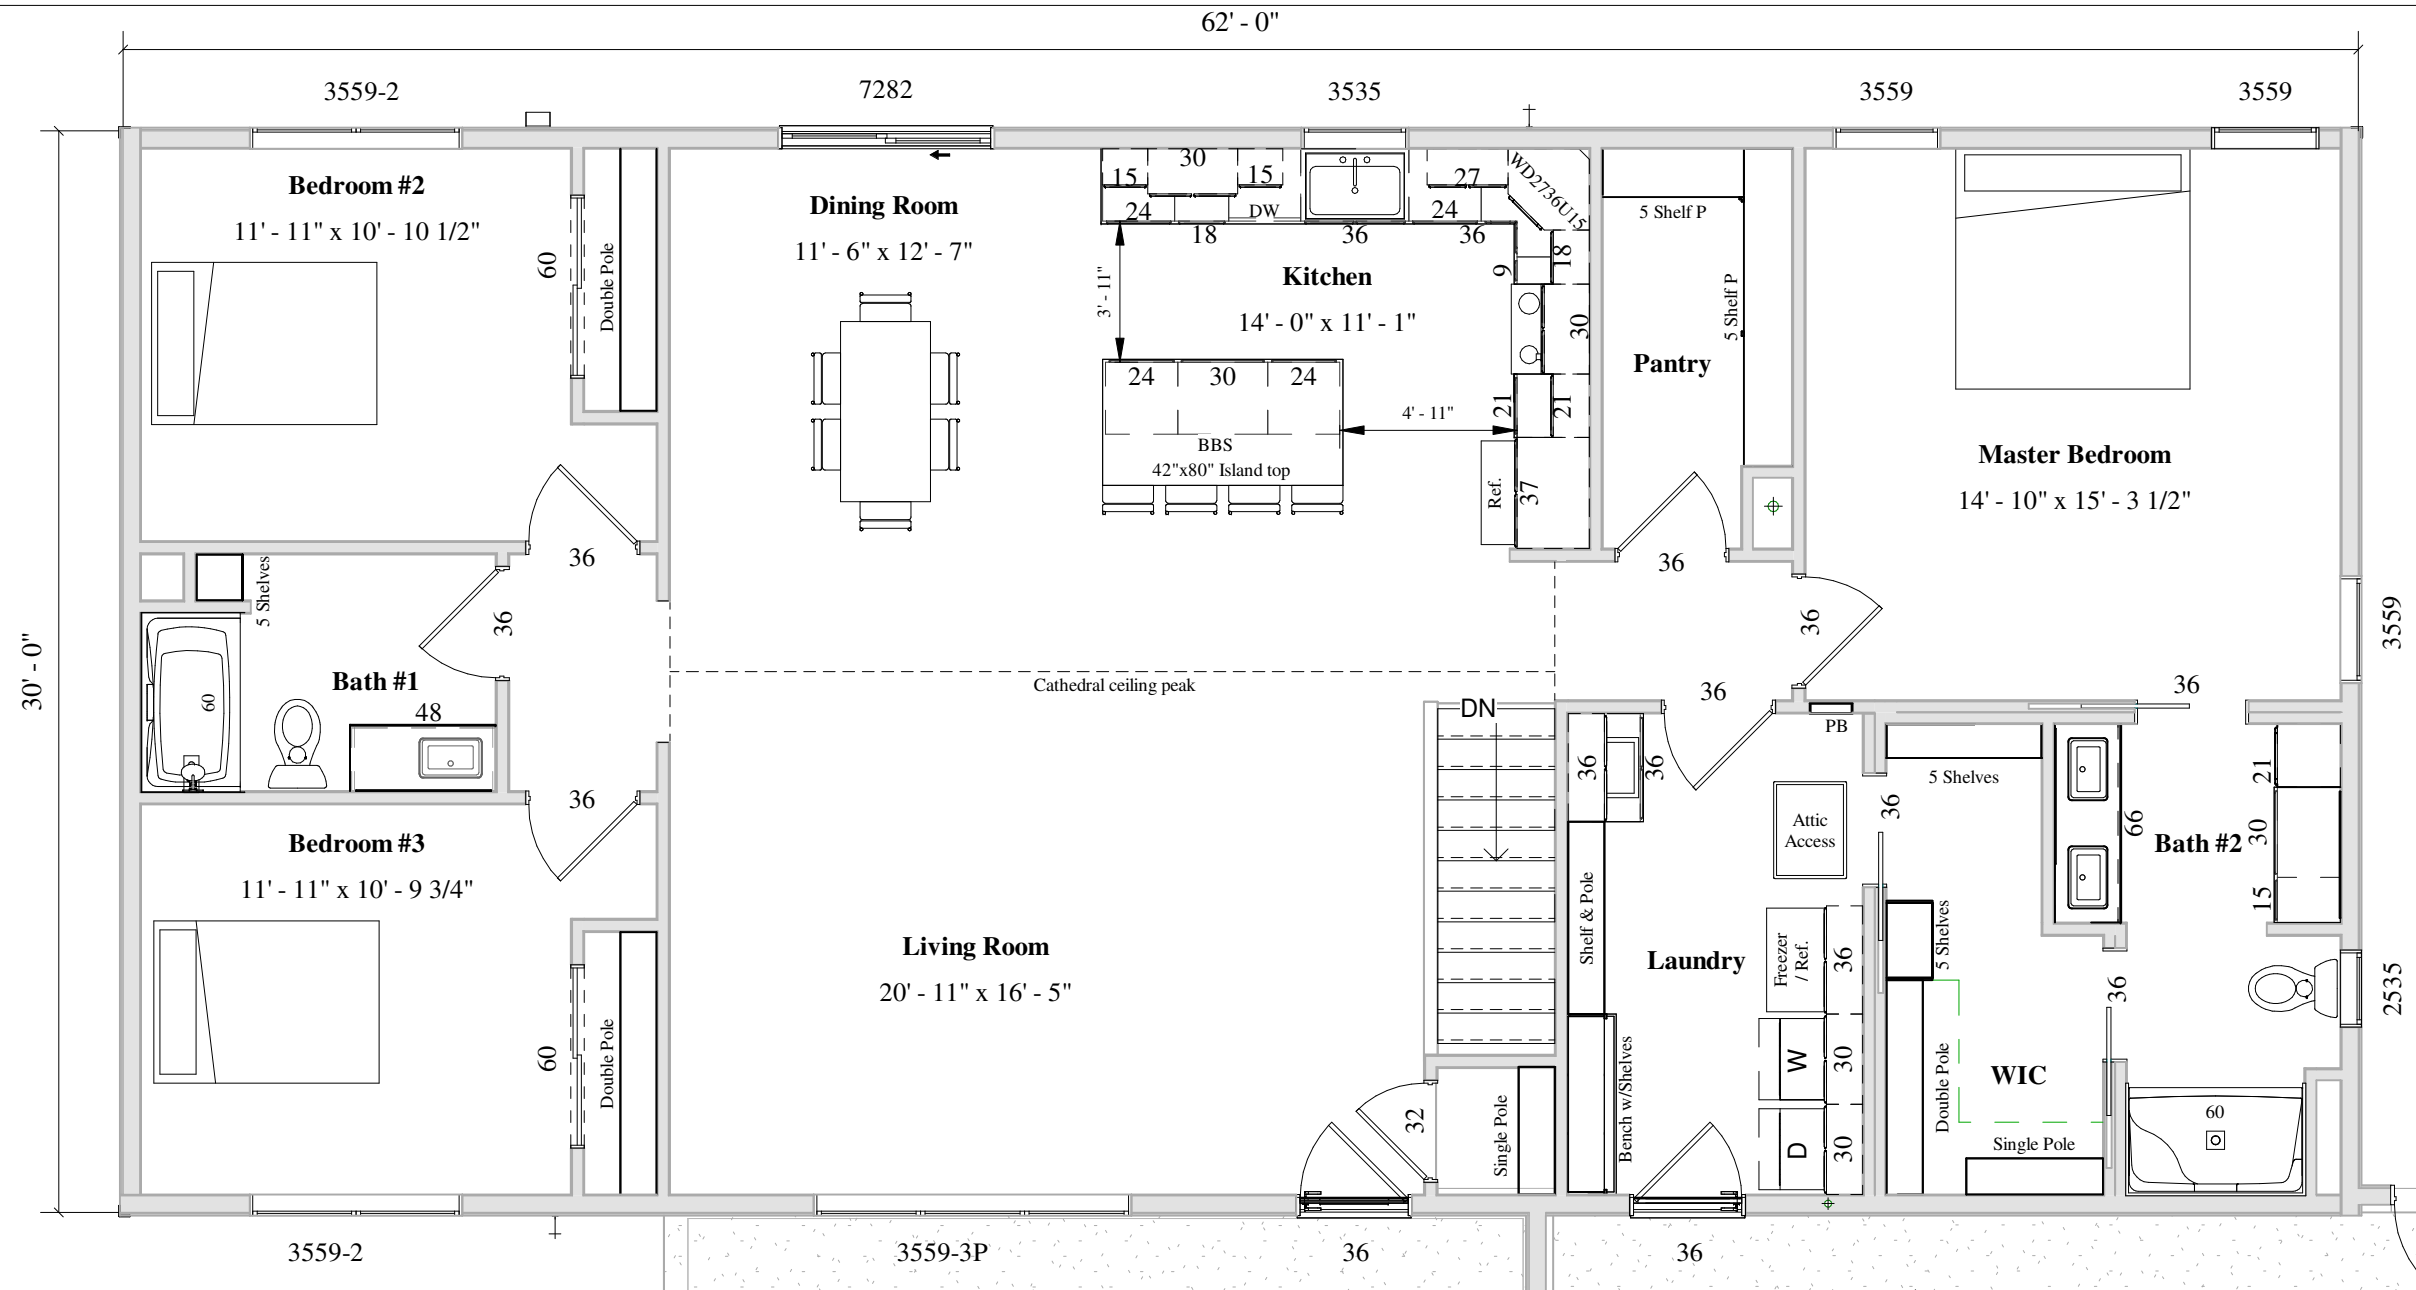 62' - 0"
3559-2
7282
3535
3559
3559
30' - 0"
Bedroom #2
11' - 11" x 10' - 10 1/2"
60
Double Pole
36
Dining Room
11' - 6" x 12' - 7"
15
30
15
27
WD2736U15
24
18
DW
36
24
36
3' - 11"
Kitchen
14' - 0" x 11' - 1"
9
18
30
21
21
24
30
24
4' - 11"
BBS
42"x80" Island top
Ref.
37
5 Shelf P
5 Shelf P
Pantry
36
Master Bedroom
14' - 10" x 15' - 3 1/2"
36
3559
36
5 Shelves
36
60
Bath #1
48
36
Cathedral ceiling peak
DN
36
PB
36
36
5 Shelves
36
Attic
Access
66
Bath #2
21
30
15
Bedroom #3
11' - 11" x 10' - 9 3/4"
60
Double Pole
Living Room
20' - 11" x 16' - 5"
Shelf & Pole
Laundry
Freezer
/ Ref.
36
5 Shelves
36
2535
W
30
D
30
Bench w/Shelves
Double Pole
WIC
Single Pole
60
32
Single Pole
3559-2
3559-3P
36
36